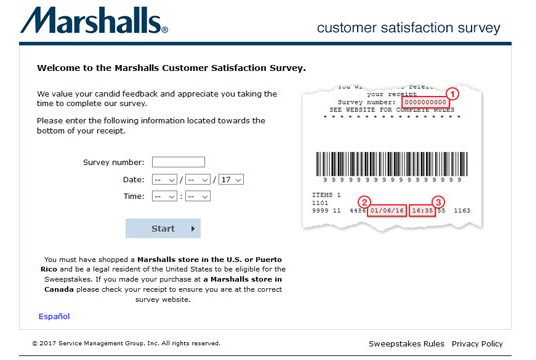 Marshalls®
customer satisfaction survey
Welcome to the Marshalls Customer Satisfaction Survey.
We value your candid feedback and appreciate you taking the
time to complete our survey.
Please enter the following information located towards the
bottom of your receipt.
Survey number:
Date: -- / -- / 17
Time: -- : --
Start
You must have shopped a Marshalls store in the U.S. or Puerto
Rico and be a legal resident of the United States to be eligible for the
Sweepstakes. If you made your purchase at a Marshalls store in
Canada please check your receipt to ensure you are at the correct
survey website.
Español
your receipt
Survey number: 0000000000 1
SEE WEBSITE FOR COMPLETE RULES
* * * * * * * * * * * * * * * * * *
9 9 9 9 9 9 9 9 9 9 9 9 9 9 9 9 9 9
ITEMS 1
1101
2 3
9999 11 4486 01/06/16 16:35 55 1163
© 2017 Service Management Group, Inc. All rights reserved.
Sweepstakes Rules Privacy Policy